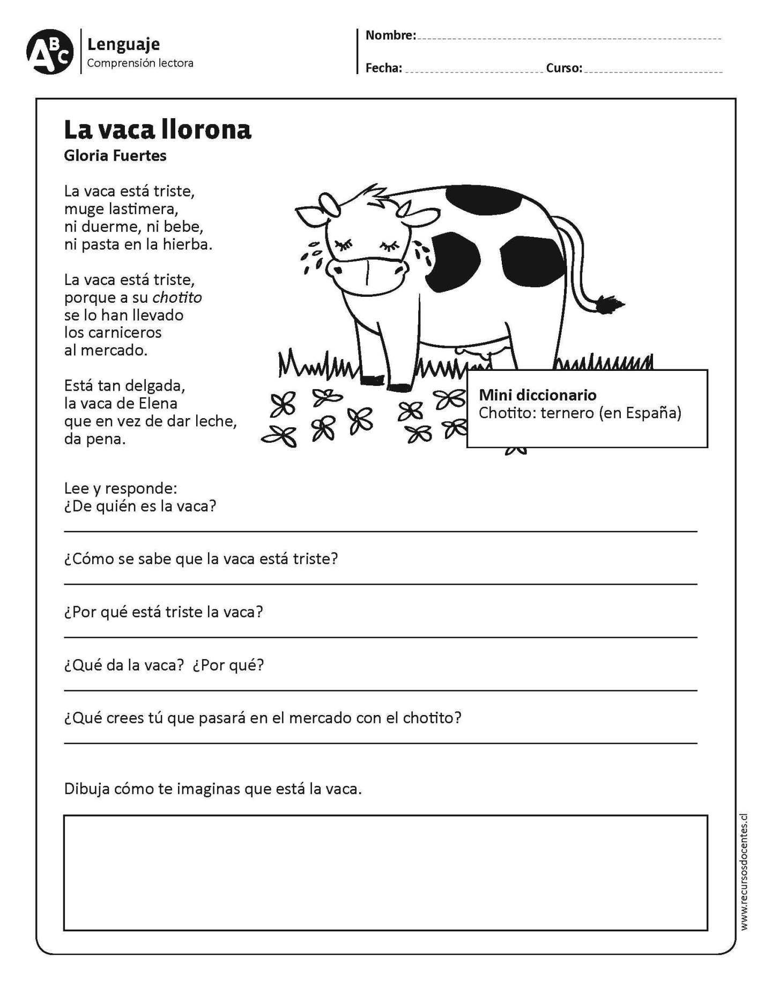 ABC
Lenguaje
Comprensión lectora
Nombre:
Fecha: Curso:
La vaca llorona
Gloria Fuertes
La vaca está triste,
muge lastimera,
ni duerme, ni bebe,
ni pasta en la hierba.
La vaca está triste,
porque a su chotito
se lo han llevado
los carniceros
al mercado.
Está tan delgada,
la vaca de Elena
que en vez de dar leche,
da pena.
Mini diccionario
Chotito: ternero (en España)
Lee y responde:
¿De quién es la vaca?
¿Cómo se sabe que la vaca está triste?
¿Por qué está triste la vaca?
¿Qué da la vaca?  ¿Por qué?
¿Qué crees tú que pasará en el mercado con el chotito?
Dibuja cómo te imaginas que está la vaca.
www.recursosdocentes.cl